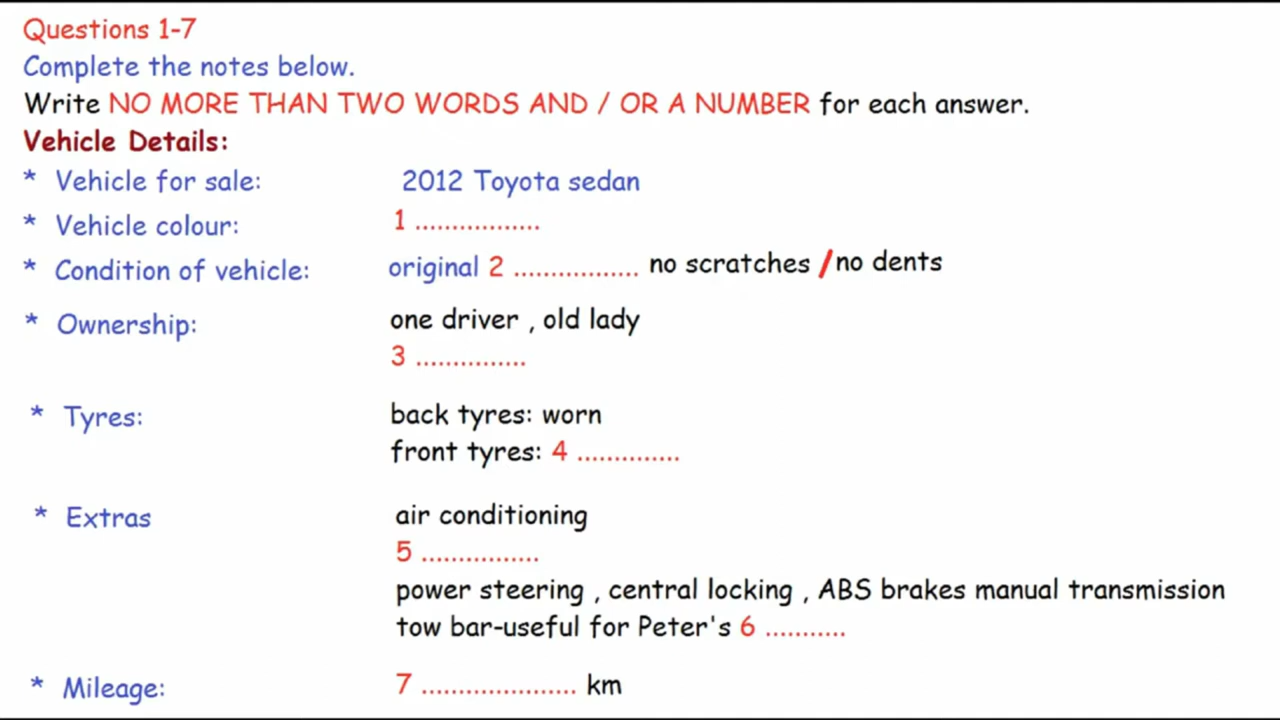 Questions 1-7
Complete the notes below.
Write NO MORE THAN TWO WORDS AND / OR A NUMBER for each answer.
Vehicle Details:
* Vehicle for sale: 2012 Toyota sedan
* Vehicle colour: 1 .................
* Condition of vehicle: original 2 ................. no scratches / no dents
* Ownership: one driver , old lady
3 ...............
* Tyres: back tyres: worn
front tyres: 4 ..............
* Extras air conditioning
5 ................
power steering , central locking , ABS brakes manual transmission
tow bar-useful for Peter's 6 ...........
* Mileage: 7 ..................... km